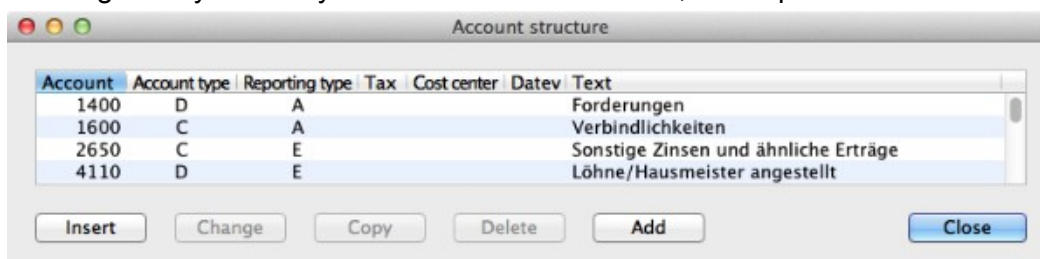 Account structure
Account Account type Reporting type Tax Cost center Datev Text
1400 D A Forderungen
1600 C A Verbindlichkeiten
2650 C E Sonstige Zinsen und ähnliche Erträge
4110 D E Löhne/Hausmeister angestellt
Insert Change Copy Delete Add Close